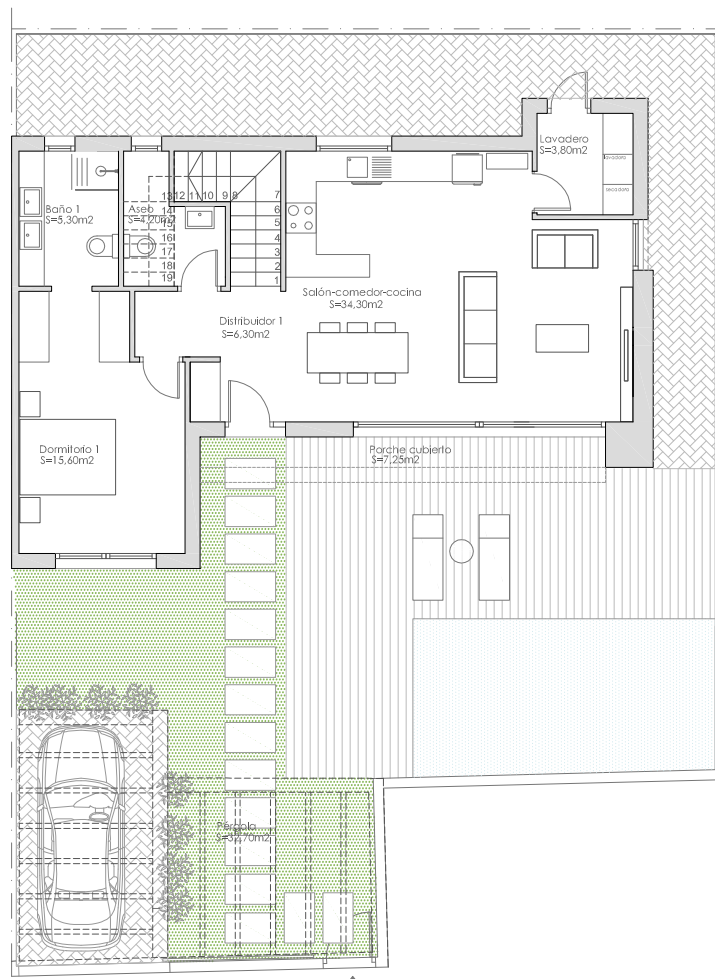 Lavadero
S=3,80m2
lavadora
secadora
Baño 1
S=5,30m2
Aseo
S=4,20m2
13 12 11 10 9 8 7
14 6
15 5
16 4
17 3
18 2
19 1
Salón-comedor-cocina
S=34,30m2
Distribuidor 1
S=6,30m2
Dormitorio 1
S=15,60m2
Porche cubierto
S=7,25m2
Pérgola
S=32,70m2